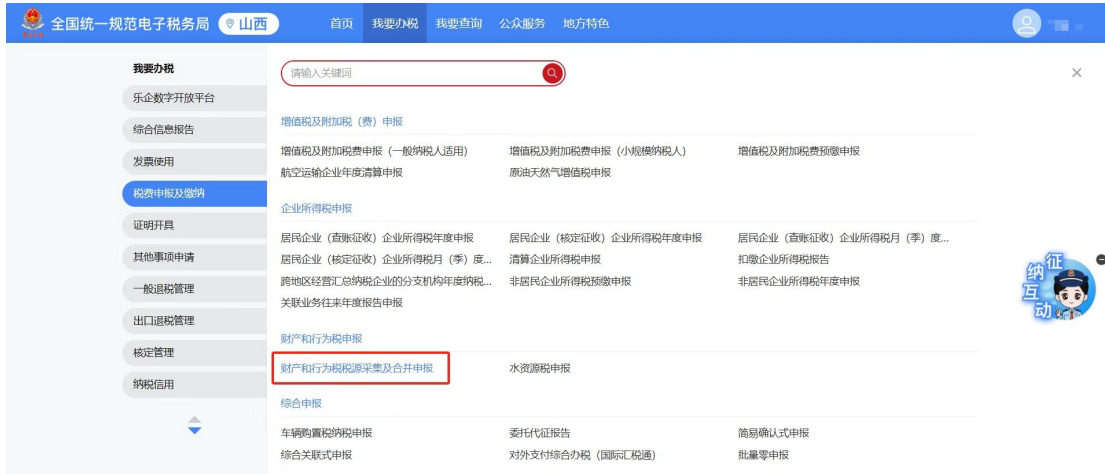 全国统一规范电子税务局 山西 首页 我要办税 我要查询 公众服务 地方特色
我要办税
乐企数字开放平台
综合信息报告
发票使用
税费申报及缴纳
证明开具
其他事项申请
一般退税管理
出口退税管理
核定管理
纳税信用
请输入关键词
增值税及附加税（费）申报
增值税及附加税费申报（一般纳税人适用） 增值税及附加税费申报（小规模纳税人） 增值税及附加税费预缴申报
航空运输企业年度清算申报 原油天然气增值税申报
企业所得税申报
居民企业（查账征收）企业所得税年度申报 居民企业（核定征收）企业所得税年度申报 居民企业（查账征收）企业所得税月（季）度...
居民企业（核定征收）企业所得税月（季）度... 清算企业所得税申报 扣缴企业所得税报告
跨地区经营汇总纳税企业的分支机构年度纳税... 非居民企业所得税预缴申报 非居民企业所得税年度申报
关联业务往来年度报告申报
财产和行为税申报
财产和行为税税源采集及合并申报 水资源税申报
综合申报
车辆购置税纳税申报 委托代征报告 简易确认式申报
综合关联式申报 对外支付综合办税（国际汇税通） 批量零申报
征纳互动